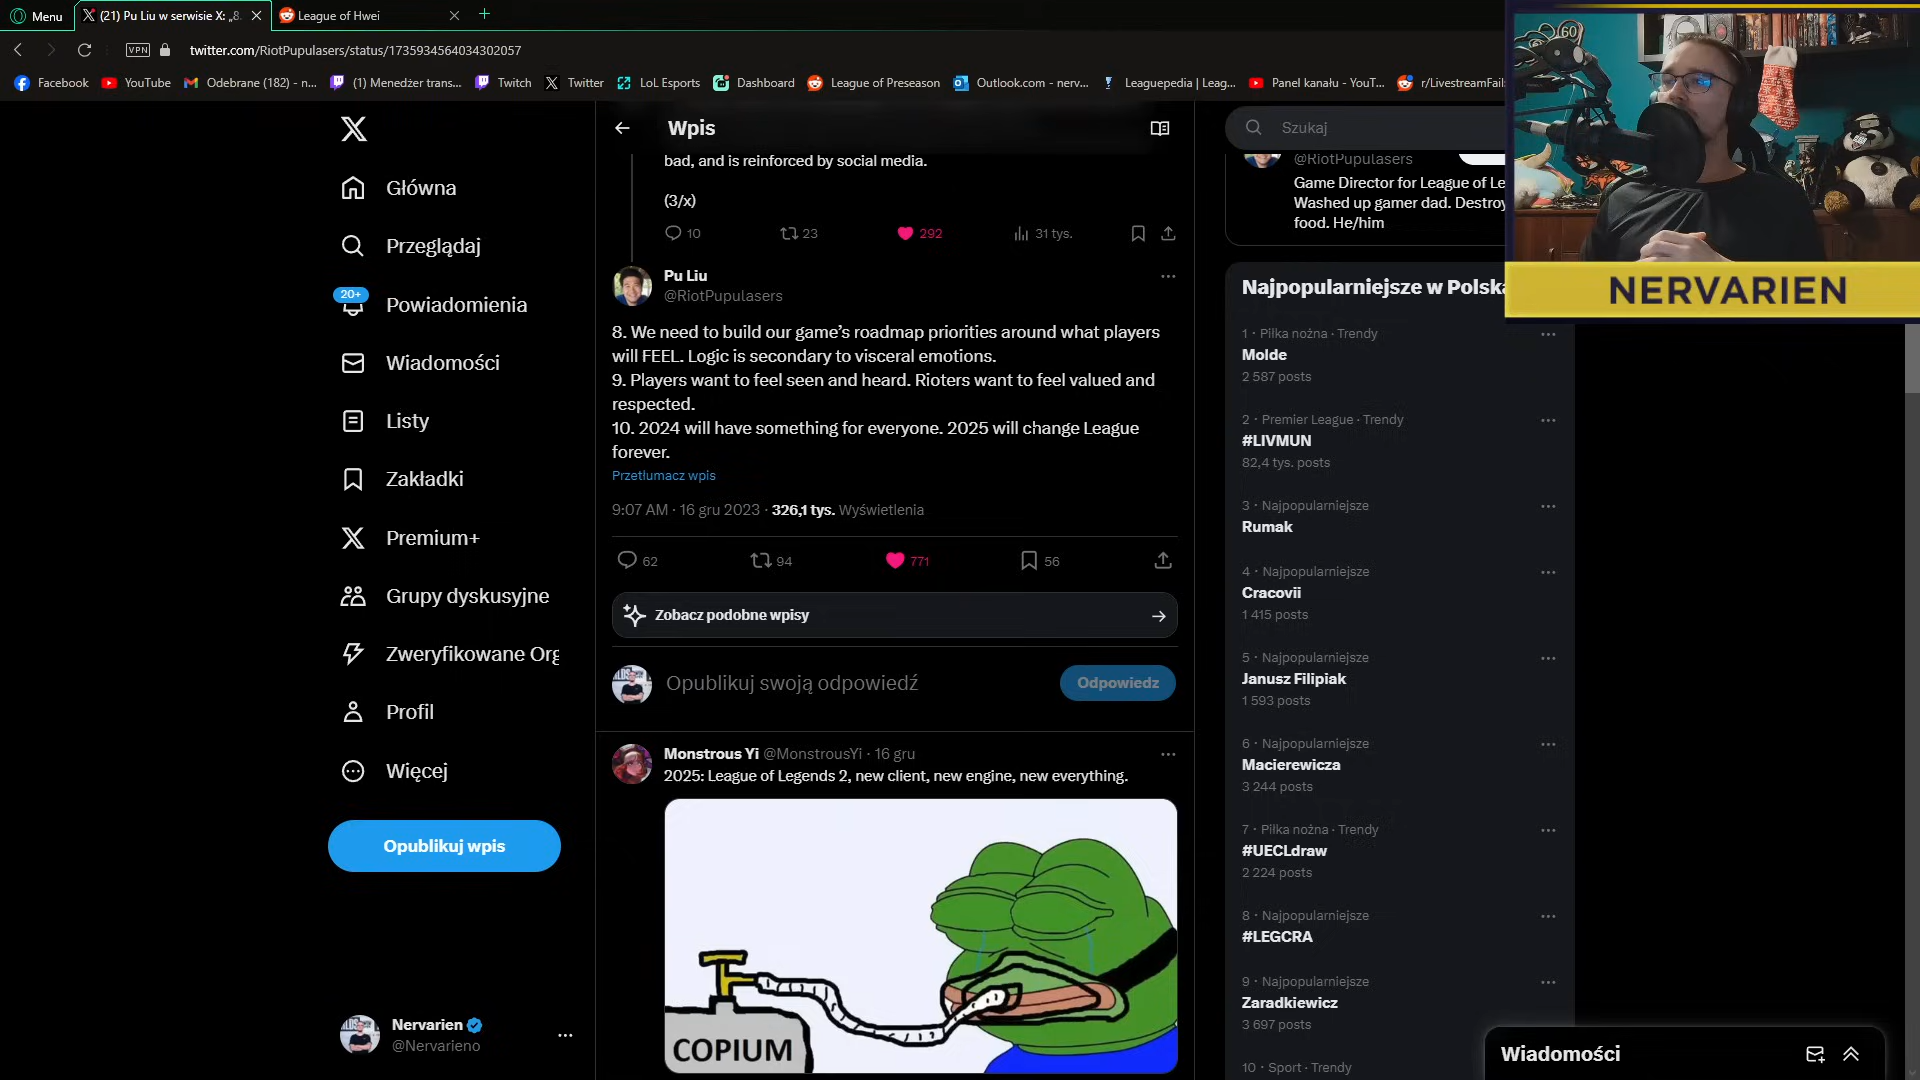 Menu
(21) Pu Liu w serwisie X: „8.
League of Hwei
VPN
twitter.com/RiotPupulasers/status/1735934564034302057
Facebook
YouTube
Odebrane (182) - n...
(1) Menedżer trans...
Twitch
Twitter
LoL Esports
Dashboard
League of Preseason
Outlook.com - nerv...
Leaguepedia | Leag...
Panel kanału - YouT...
r/LivestreamFail
Główna
Przeglądaj
20+
Powiadomienia
Wiadomości
Listy
Zakładki
Premium+
Grupy dyskusyjne
Zweryfikowane Org
Profil
Więcej
Opublikuj wpis
Nervarien
@Nervarieno
Wpis
bad, and is reinforced by social media.
(3/x)
10
23
292
31 tys.
Pu Liu
@RiotPupulasers
8. We need to build our game’s roadmap priorities around what players
will FEEL. Logic is secondary to visceral emotions.
9. Players want to feel seen and heard. Rioters want to feel valued and
respected.
10. 2024 will have something for everyone. 2025 will change League
forever.
Przetłumacz wpis
9:07 AM · 16 gru 2023 · 326,1 tys. Wyświetlenia
62
94
771
56
Zobacz podobne wpisy
Opublikuj swoją odpowiedź
Odpowiedz
Monstrous Yi @MonstrousYi · 16 gru
2025: League of Legends 2, new client, new engine, new everything.
COPIUM
Szukaj
@RiotPupulasers
Game Director for League of Le
Washed up gamer dad. Destroy
food. He/him
Najpopularniejsze w Polska
1 · Piłka nożna · Trendy
Molde
2 587 posts
2 · Premier League · Trendy
#LIVMUN
82,4 tys. posts
3 · Najpopularniejsze
Rumak
4 · Najpopularniejsze
Cracovii
1 415 posts
5 · Najpopularniejsze
Janusz Filipiak
1 593 posts
6 · Najpopularniejsze
Macierewicza
3 244 posts
7 · Piłka nożna · Trendy
#UECLdraw
2 224 posts
8 · Najpopularniejsze
#LEGCRA
9 · Najpopularniejsze
Zaradkiewicz
3 697 posts
10 · Sport · Trendy
Wiadomości
NERVARIEN